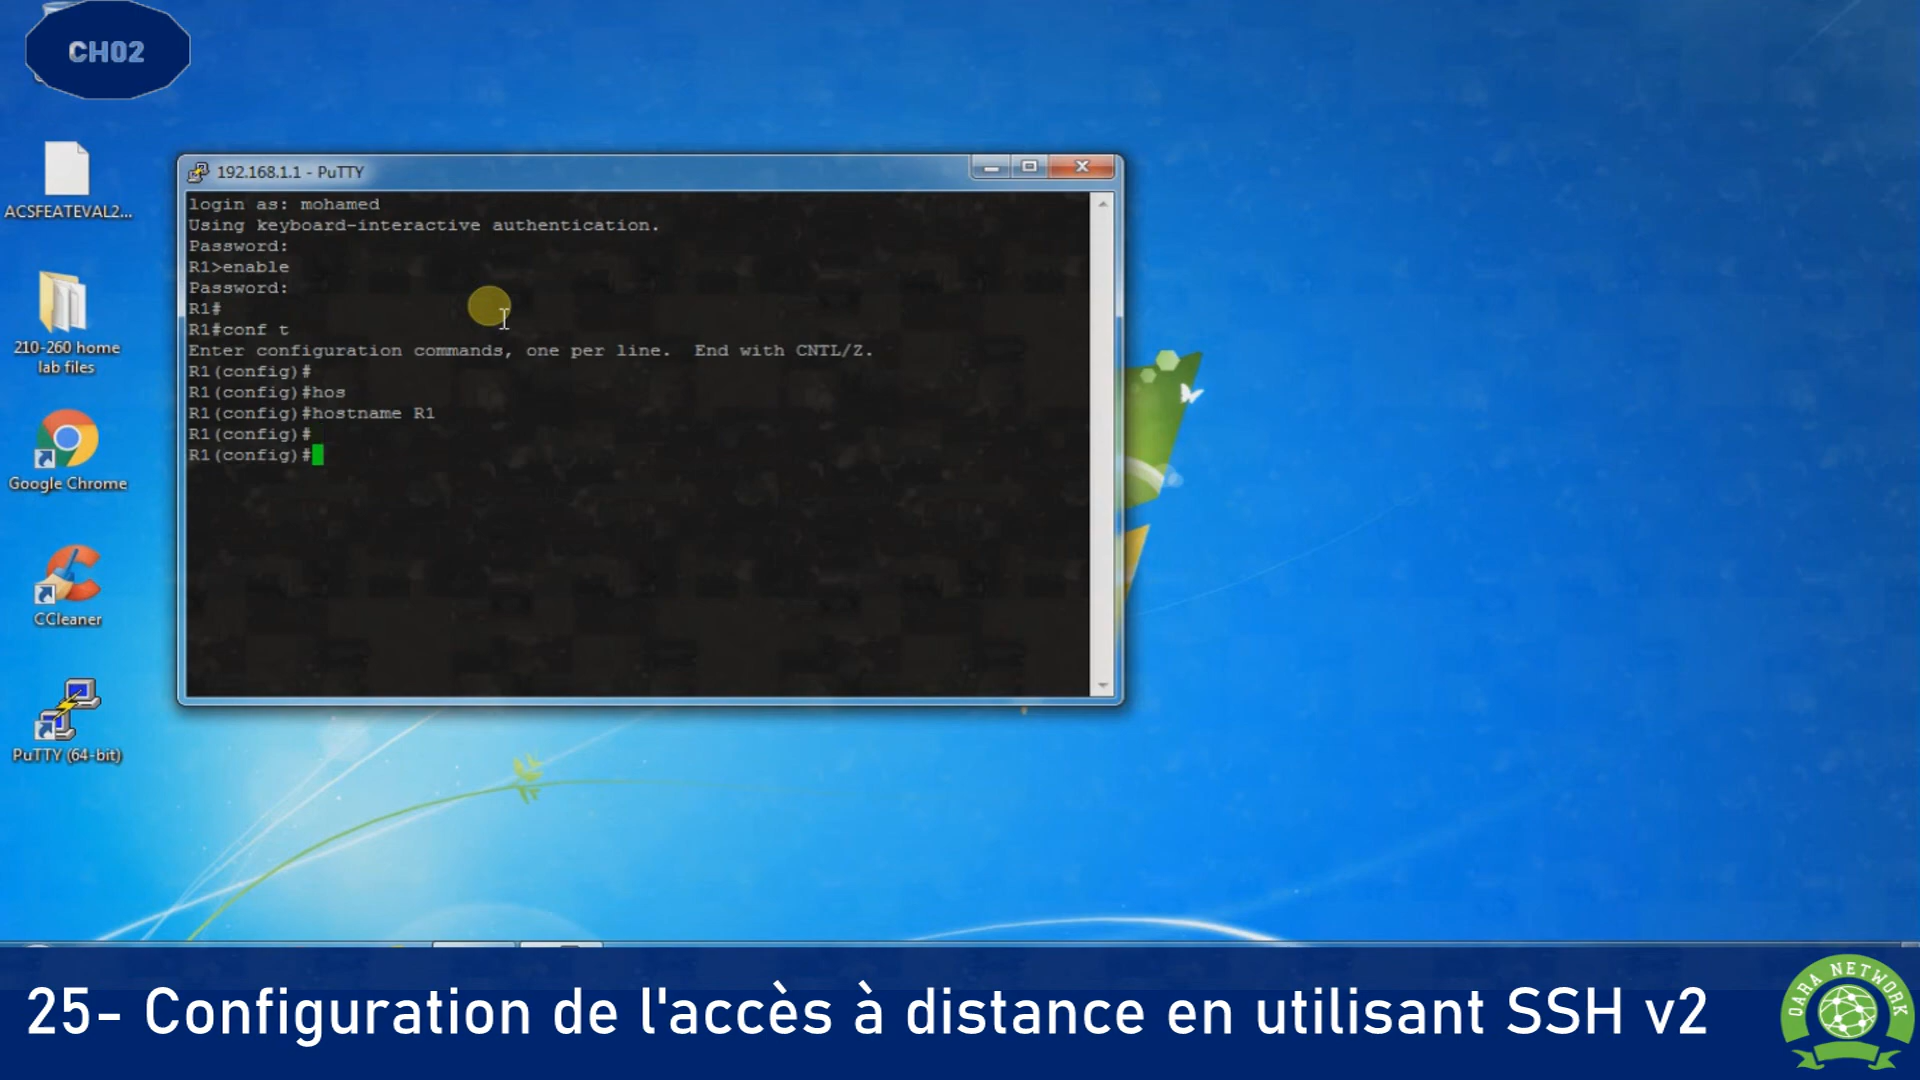 CH02
192.168.1.1 - PuTTY
login as: mohamed
Using keyboard-interactive authentication.
Password:
R1>enable
Password:
R1#
R1#conf t
Enter configuration commands, one per line.  End with CNTL/Z.
R1(config)#
R1(config)#hos
R1(config)#hostname R1
R1(config)#
R1(config)#
ACSFEATEVAL2...
210-260 home
lab files
Google Chrome
CCleaner
PuTTY (64-bit)
25- Configuration de l'accès à distance en utilisant SSH v2
QARA NETWORK